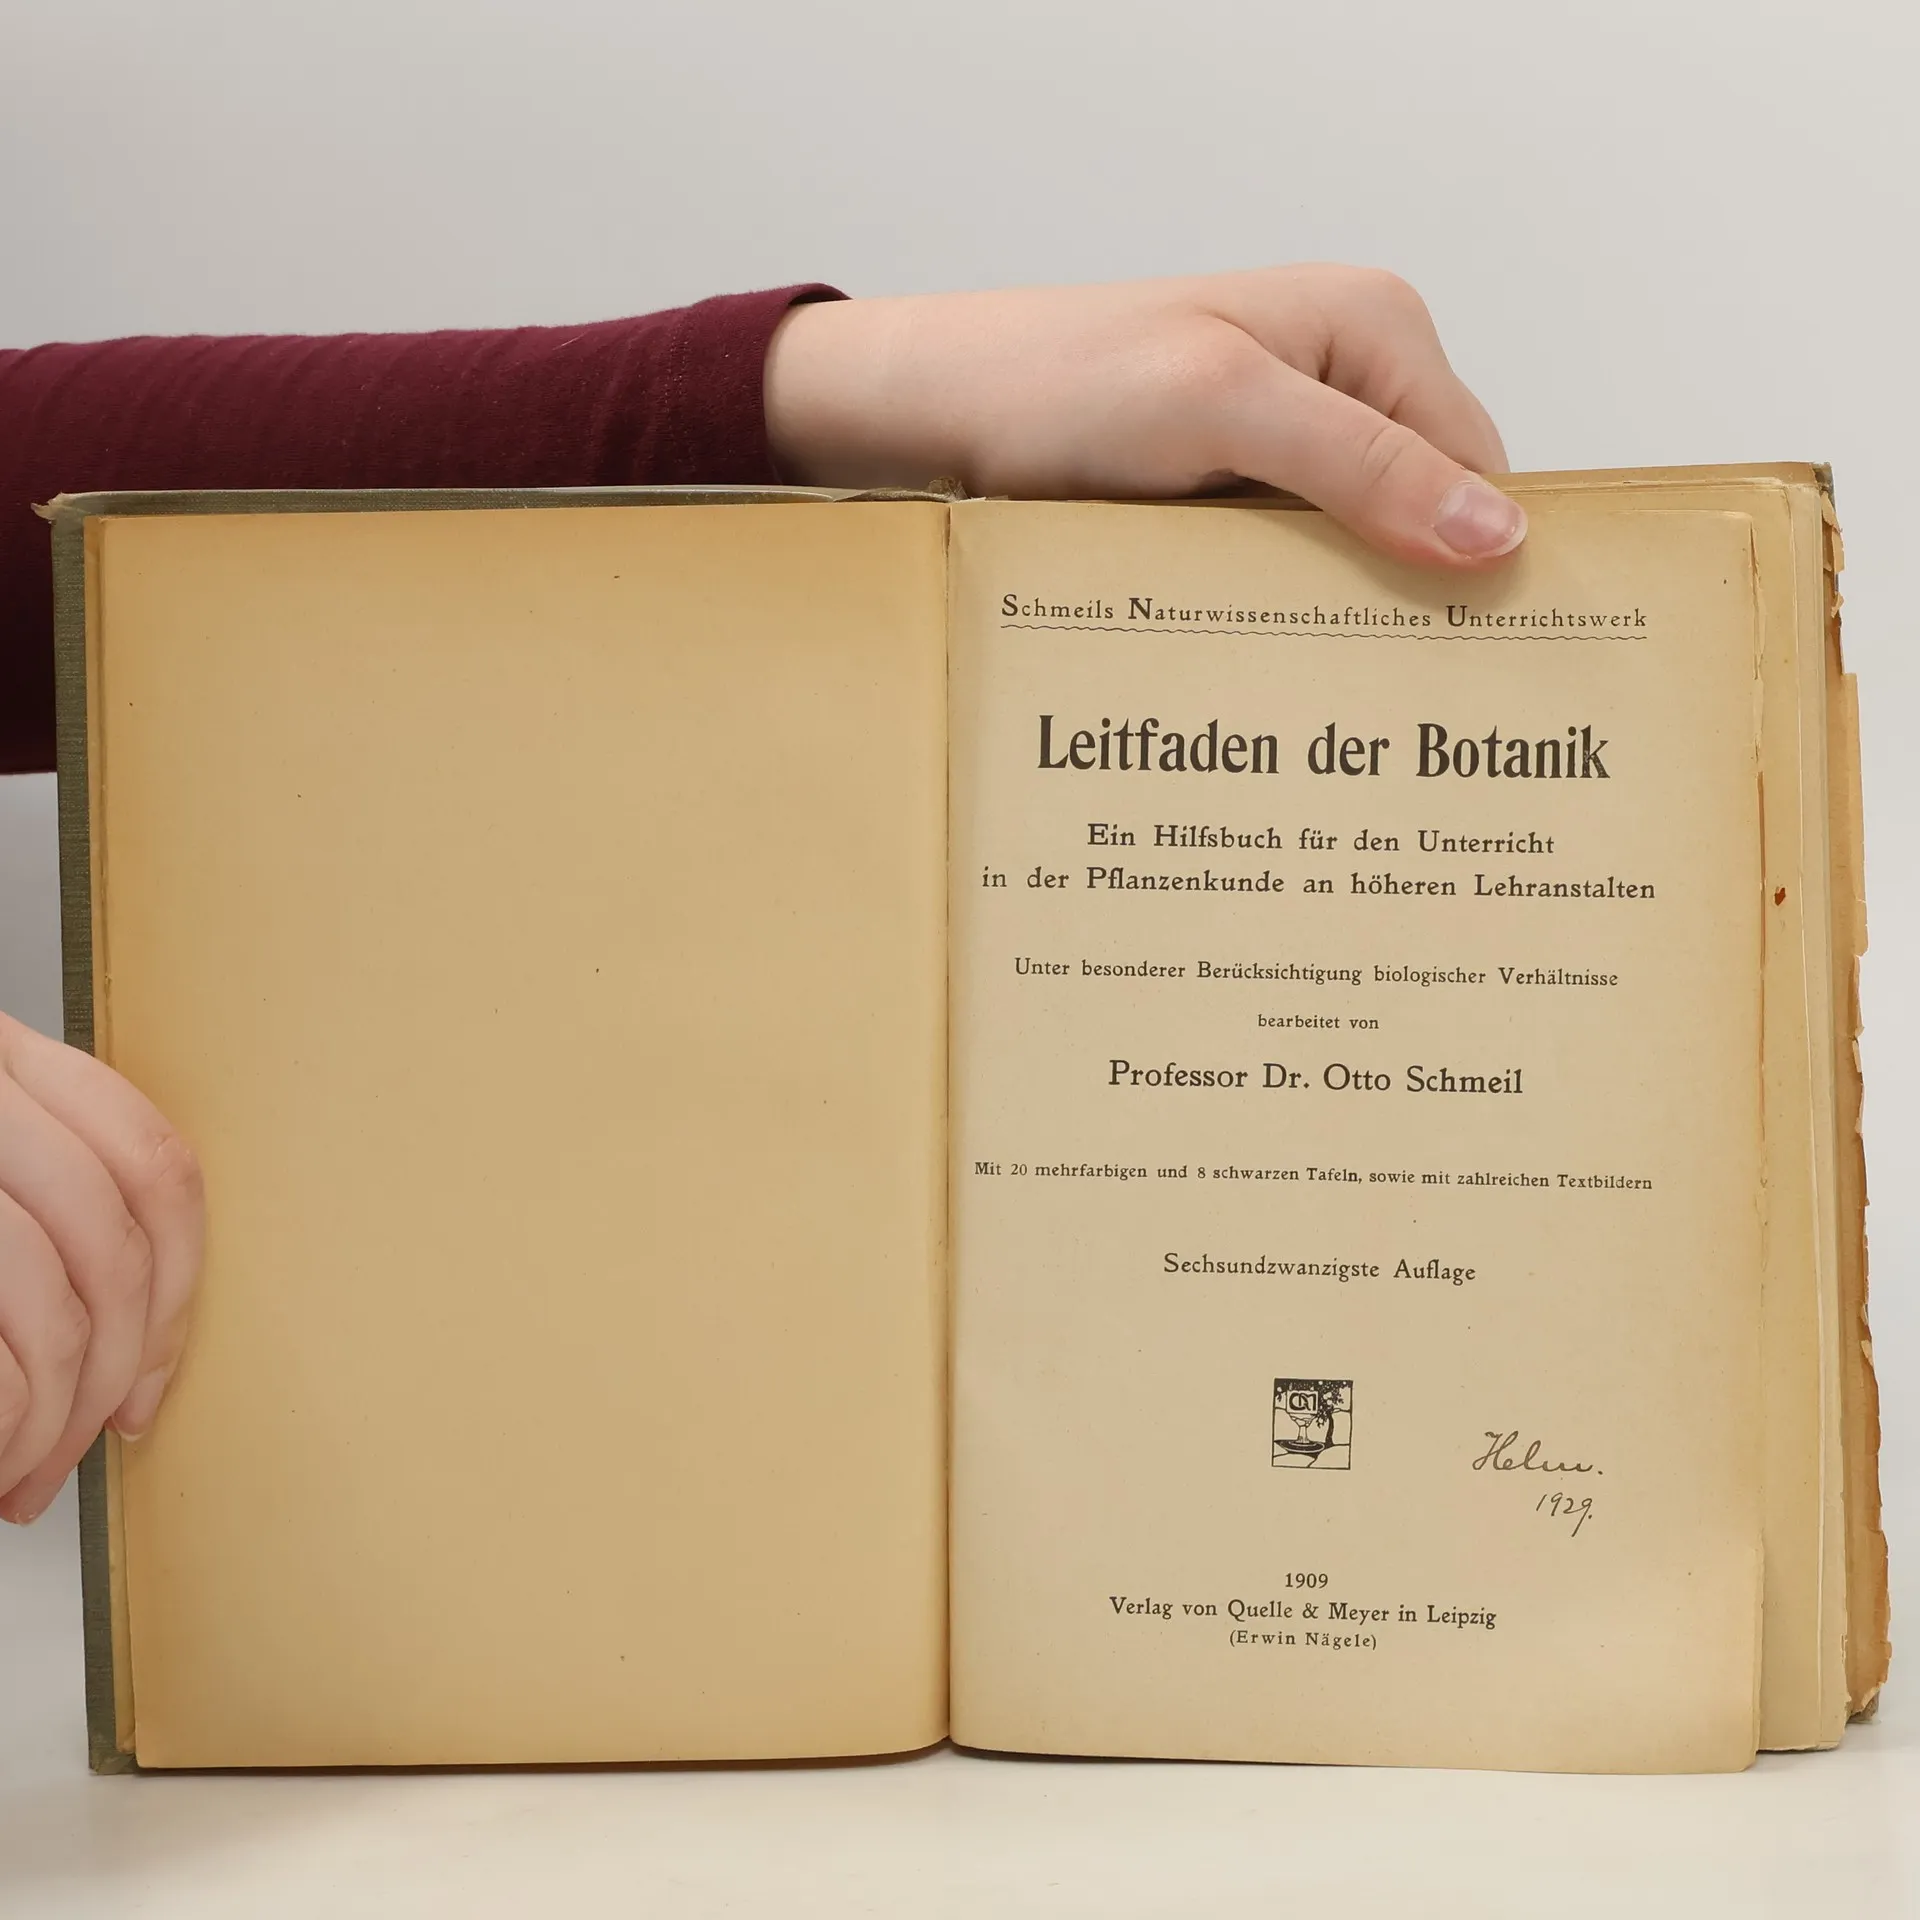 Schmeils Naturwissenschaftliches Unterrichtswerk
Leitfaden der Botanik
Ein Hilfsbuch für den Unterricht
in der Pflanzenkunde an höheren Lehranstalten
Unter besonderer Berücksichtigung biologischer Verhältnisse
bearbeitet von
Professor Dr. Otto Schmeil
Mit 20 mehrfarbigen und 8 schwarzen Tafeln, sowie mit zahlreichen Textbildern
Sechsundzwanzigste Auflage
QM
Helm.
1929.
1909
Verlag von Quelle & Meyer in Leipzig
(Erwin Nägele)